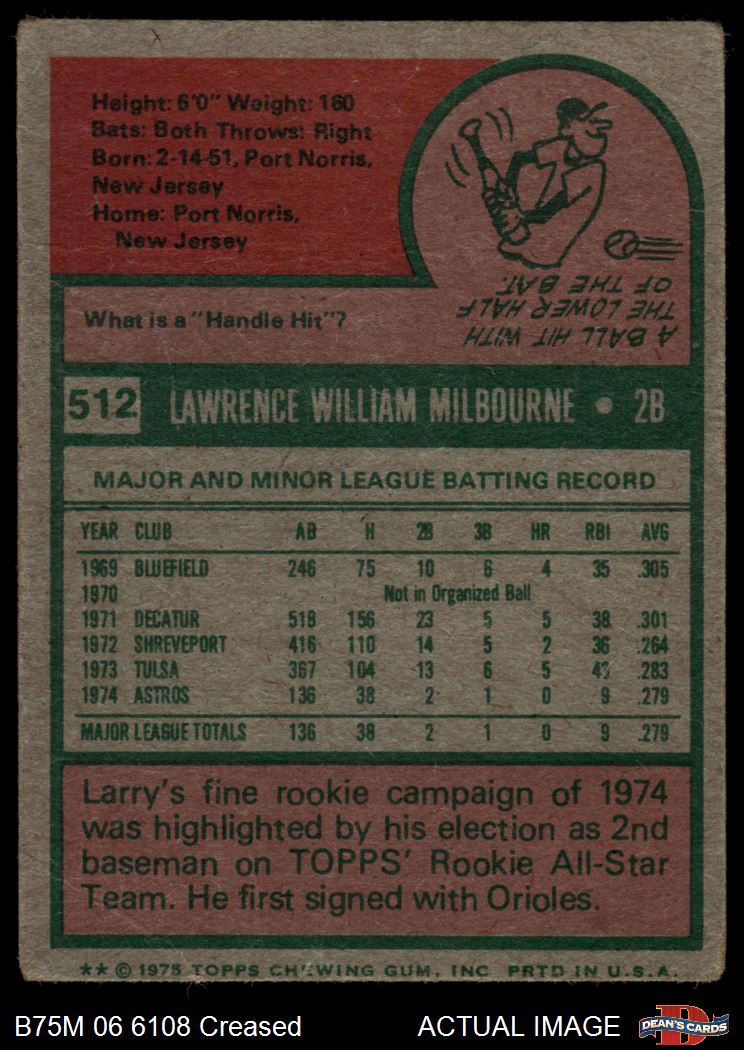 Height: 6'0" Weight: 160
Bats: Both Throws: Right
Born: 2-14-51, Port Norris,
New Jersey
Home: Port Norris,
New Jersey
What is a "Handle Hit"?
A BALL HIT WITH
THE LOWER HALF
OF THE BAT.
512 LAWRENCE WILLIAM MILBOURNE • 2B
MAJOR AND MINOR LEAGUE BATTING RECORD
YEAR CLUB AB H 2B 3B HR RBI AVG
1969 BLUEFIELD 246 75 10 6 4 35 .305
1970 Not in Organized Ball
1971 DECATUR 518 156 23 5 5 38 .301
1972 SHREVEPORT 416 110 14 5 2 36 .264
1973 TULSA 367 104 13 6 5 .283
1974 ASTROS 136 38 2 1 0 9 .279
MAJOR LEAGUE TOTALS 136 38 2 1 0 9 .279
Larry's fine rookie campaign of 1974
was highlighted by his election as 2nd
baseman on TOPPS' Rookie All-Star
Team. He first signed with Orioles.
** © 1975 TOPPS CHEWING GUM, INC PRTD IN U.S.A.
B75M 06 6108 Creased ACTUAL IMAGE DEAN'S CARDS